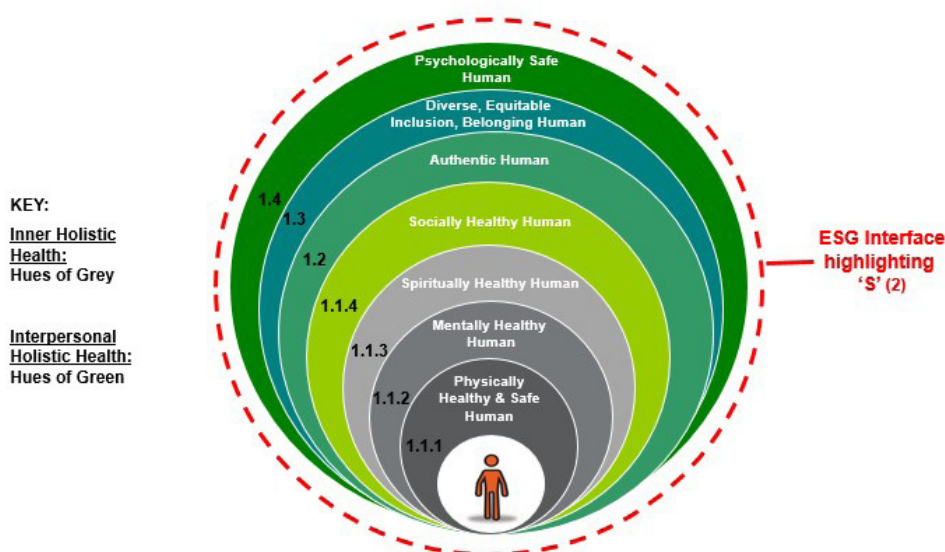 Psychologically Safe
Human
Diverse, Equitable
Inclusion, Belonging Human
Authentic Human
1.4
1.3
Socially Healthy Human
1.2
Spiritually Healthy Human
1.1.4
Mentally Healthy
Human
1.1.3
Physically
Healthy & Safe
Human
1.1.2
1.1.1
KEY:
Inner Holistic
Health:
Hues of Grey
Interpersonal
Holistic Health:
Hues of Green
ESG Interface
highlighting
‘S’ (2)